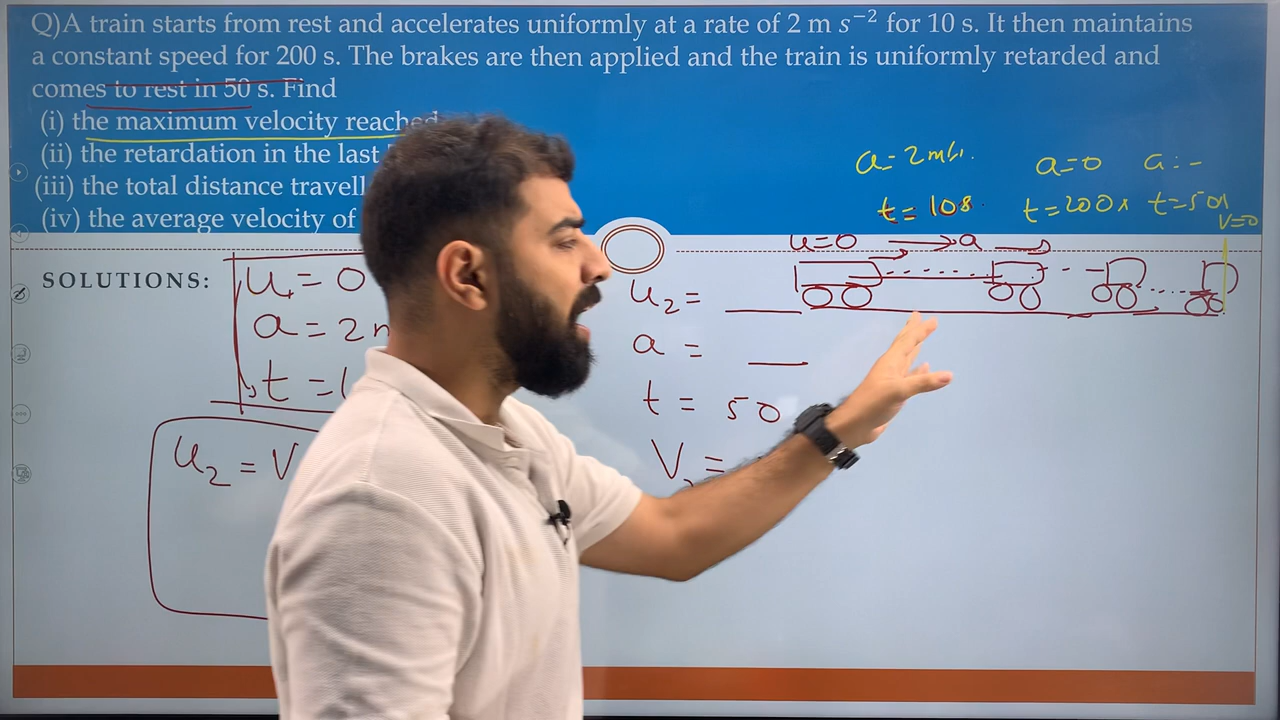 Q)A train starts from rest and accelerates uniformly at a rate of 2 m s⁻² for 10 s. It then maintains
a constant speed for 200 s. The brakes are then applied and the train is uniformly retarded and
comes to rest in 50 s. Find
(i) the maximum velocity reached
(ii) the retardation in the last
(iii) the total distance travell
(iv) the average velocity of
a=2m/s.
a=0
a:-
t=10s.
t=200s
t=50s
V=0
u=0
a
SOLUTIONS:
u₁=0
a=2m
t=1
u₂=V
u₂=
a=
t=50
V₂=